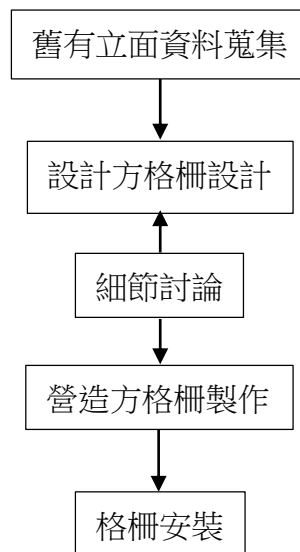 舊有立面資料蒐集
設計方格柵設計
細節討論
營造方格柵製作
格柵安裝